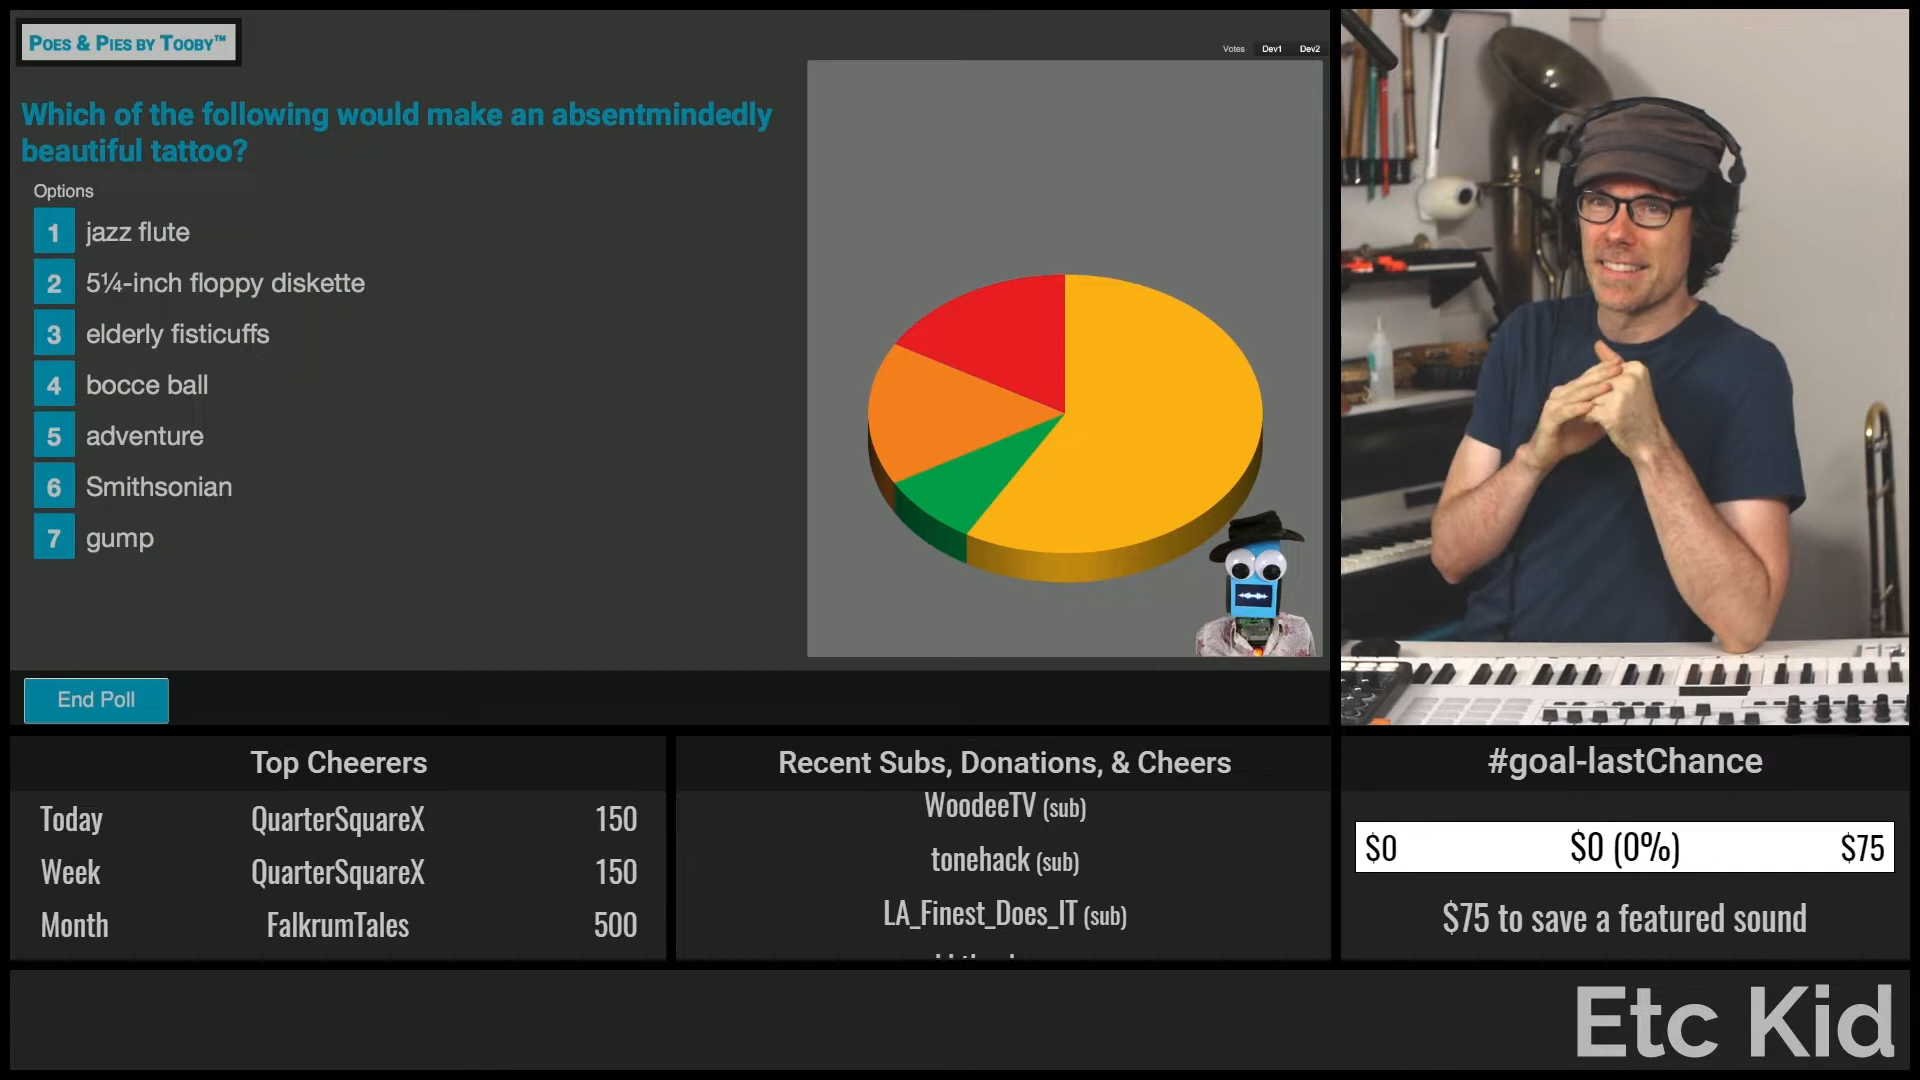 POES & PIES BY TOOBY™
Votes Dev1 Dev2
Which of the following would make an absentmindedly
beautiful tattoo?
Options
1 jazz flute
2 5¼-inch floppy diskette
3 elderly fisticuffs
4 bocce ball
5 adventure
6 Smithsonian
7 gump
End Poll
Top Cheerers
Today QuarterSquareX 150
Week QuarterSquareX 150
Month FalkrumTales 500
Recent Subs, Donations, & Cheers
WoodeeTV (sub)
tonehack (sub)
LA_Finest_Does_IT (sub)
#goal-lastChance
$0 $0 (0%) $75
$75 to save a featured sound
Etc Kid